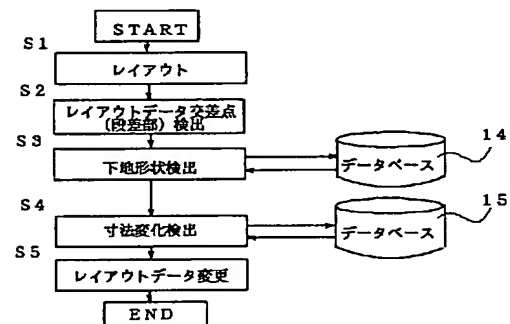 START
S1
レイアウト
S2
レイアウトデータ交差点
(段差部)検出
S3
下地形状検出
データベース
14
S4
寸法変化検出
データベース
15
S5
レイアウトデータ変更
END